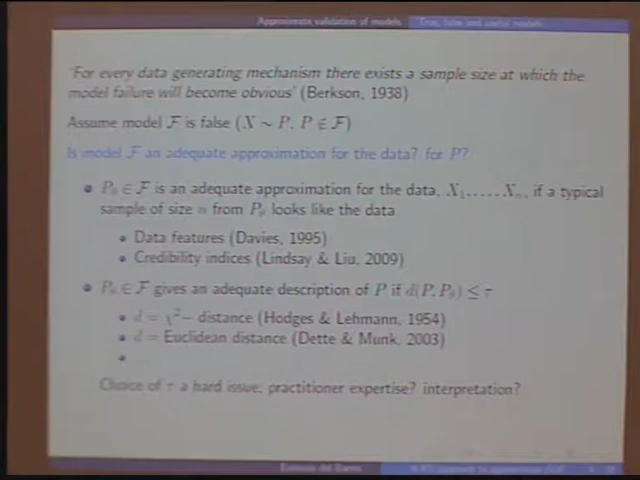 Approximate validation of models True, false and useful models
"For every data generating mechanism there exists a sample size at which the
model failure will become obvious" (Berkson, 1938)
Assume model F is false (X ~ P, P ∉ F)
Is model F an adequate approximation for the data? for P?
• P₀ ∈ F is an adequate approximation for the data, X₁, . . . , Xₙ, if a typical
sample of size n from P₀ looks like the data
• Data features (Davies, 1995)
• Credibility indices (Lindsay & Liu, 2009)
• P₀ ∈ F gives an adequate description of P if d(P, P₀) ≤ τ
• d = χ²− distance (Hodges & Lehmann, 1954)
• d = Euclidean distance (Dette & Munk, 2003)
•
Choice of τ a hard issue, practitioner expertise? interpretation?